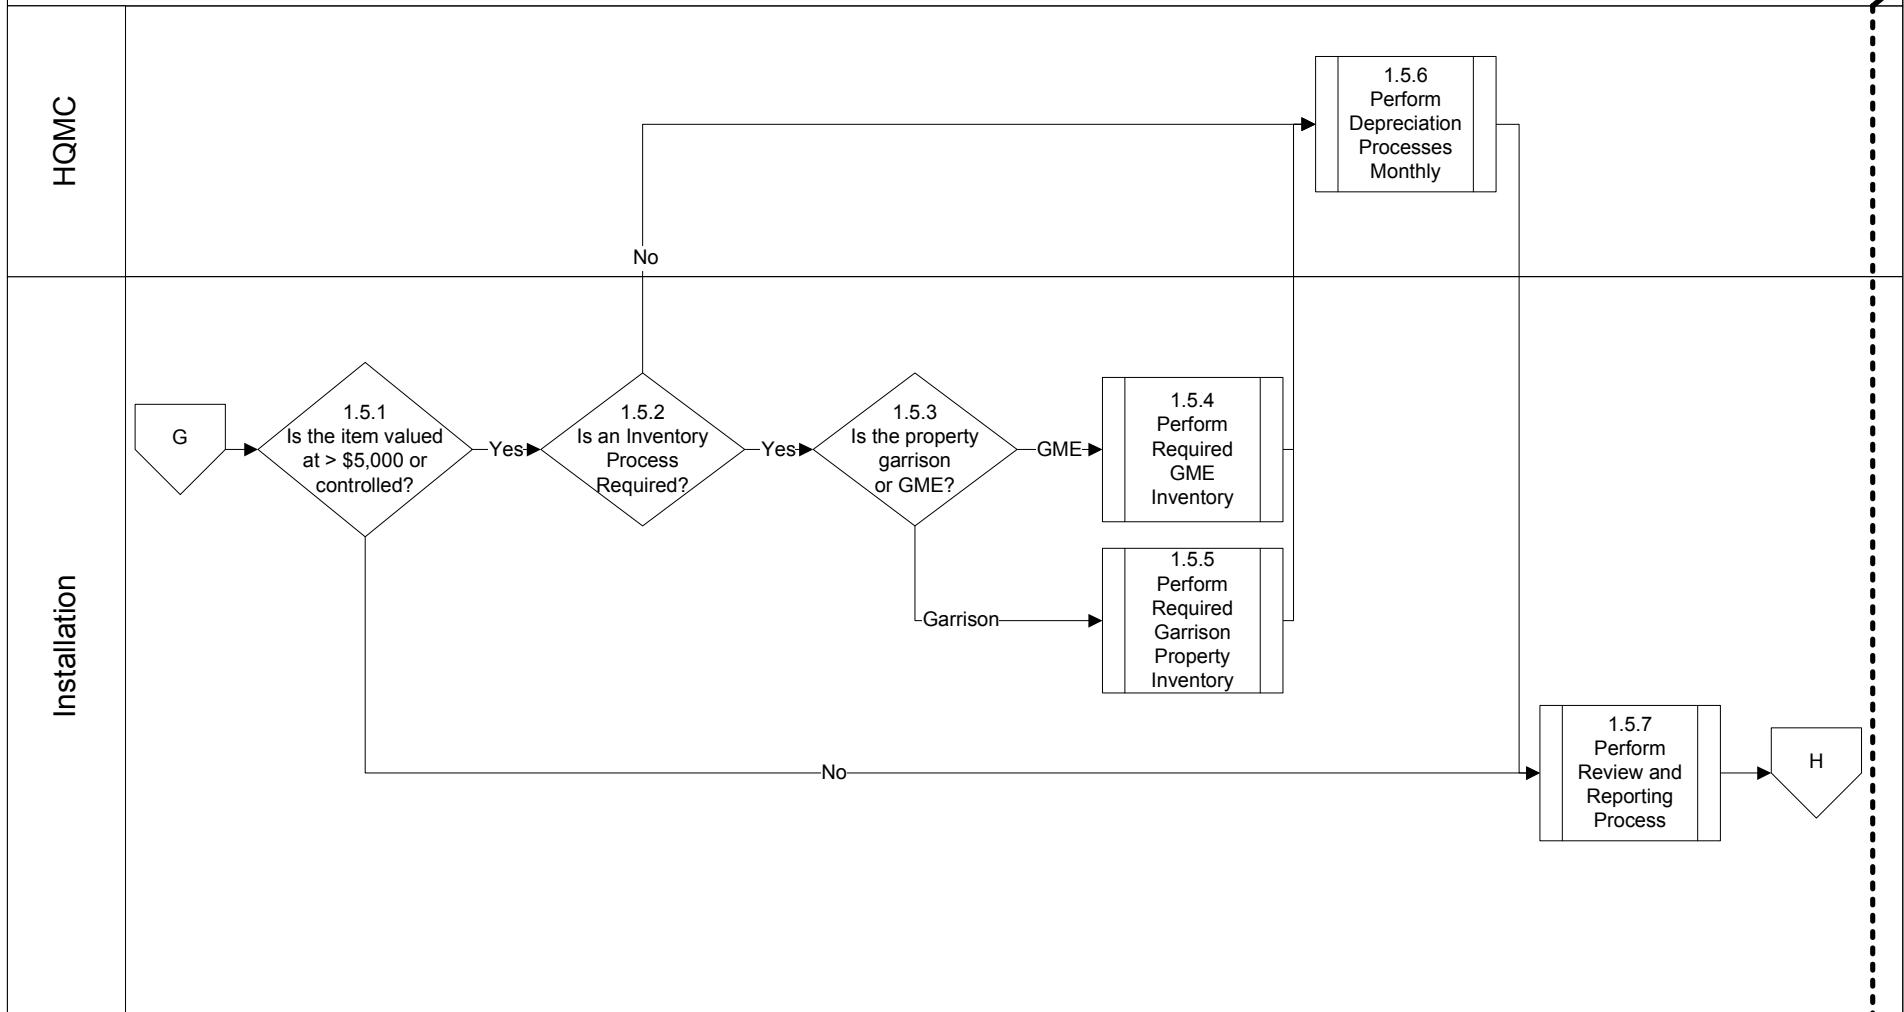 HQMC
1.5.6
Perform
Depreciation
Processes
Monthly
No
Installation
G
1.5.1
Is the item valued
at > $5,000 or
controlled?
Yes
1.5.2
Is an Inventory
Process
Required?
Yes
1.5.3
Is the property
garrison
or GME?
GME
1.5.4
Perform
Required
GME
Inventory
Garrison
1.5.5
Perform
Required
Garrison
Property
Inventory
No
1.5.7
Perform
Review and
Reporting
Process
H